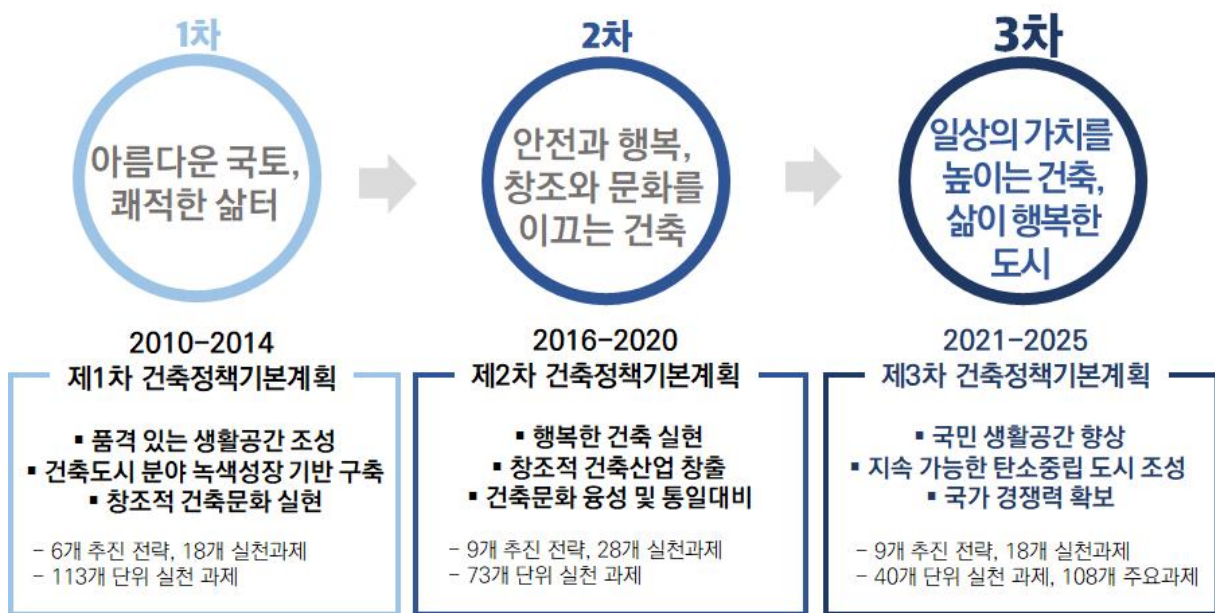 1차
아름다운 국토,
쾌적한 삶터
2010-2014
제1차 건축정책기본계획
▪ 품격 있는 생활공간 조성
▪ 건축도시 분야 녹색성장 기반 구축
▪ 창조적 건축문화 실현
- 6개 추진 전략, 18개 실천과제
- 113개 단위 실천 과제
2차
안전과 행복,
창조와 문화를
이끄는 건축
2016-2020
제2차 건축정책기본계획
▪ 행복한 건축 실현
▪ 창조적 건축산업 창출
▪ 건축문화 융성 및 통일대비
- 9개 추진 전략, 28개 실천과제
- 73개 단위 실천 과제
3차
일상의 가치를
높이는 건축,
삶이 행복한
도시
2021-2025
제3차 건축정책기본계획
▪ 국민 생활공간 향상
▪ 지속 가능한 탄소중립 도시 조성
▪ 국가 경쟁력 확보
- 9개 추진 전략, 18개 실천과제
- 40개 단위 실천 과제, 108개 주요과제